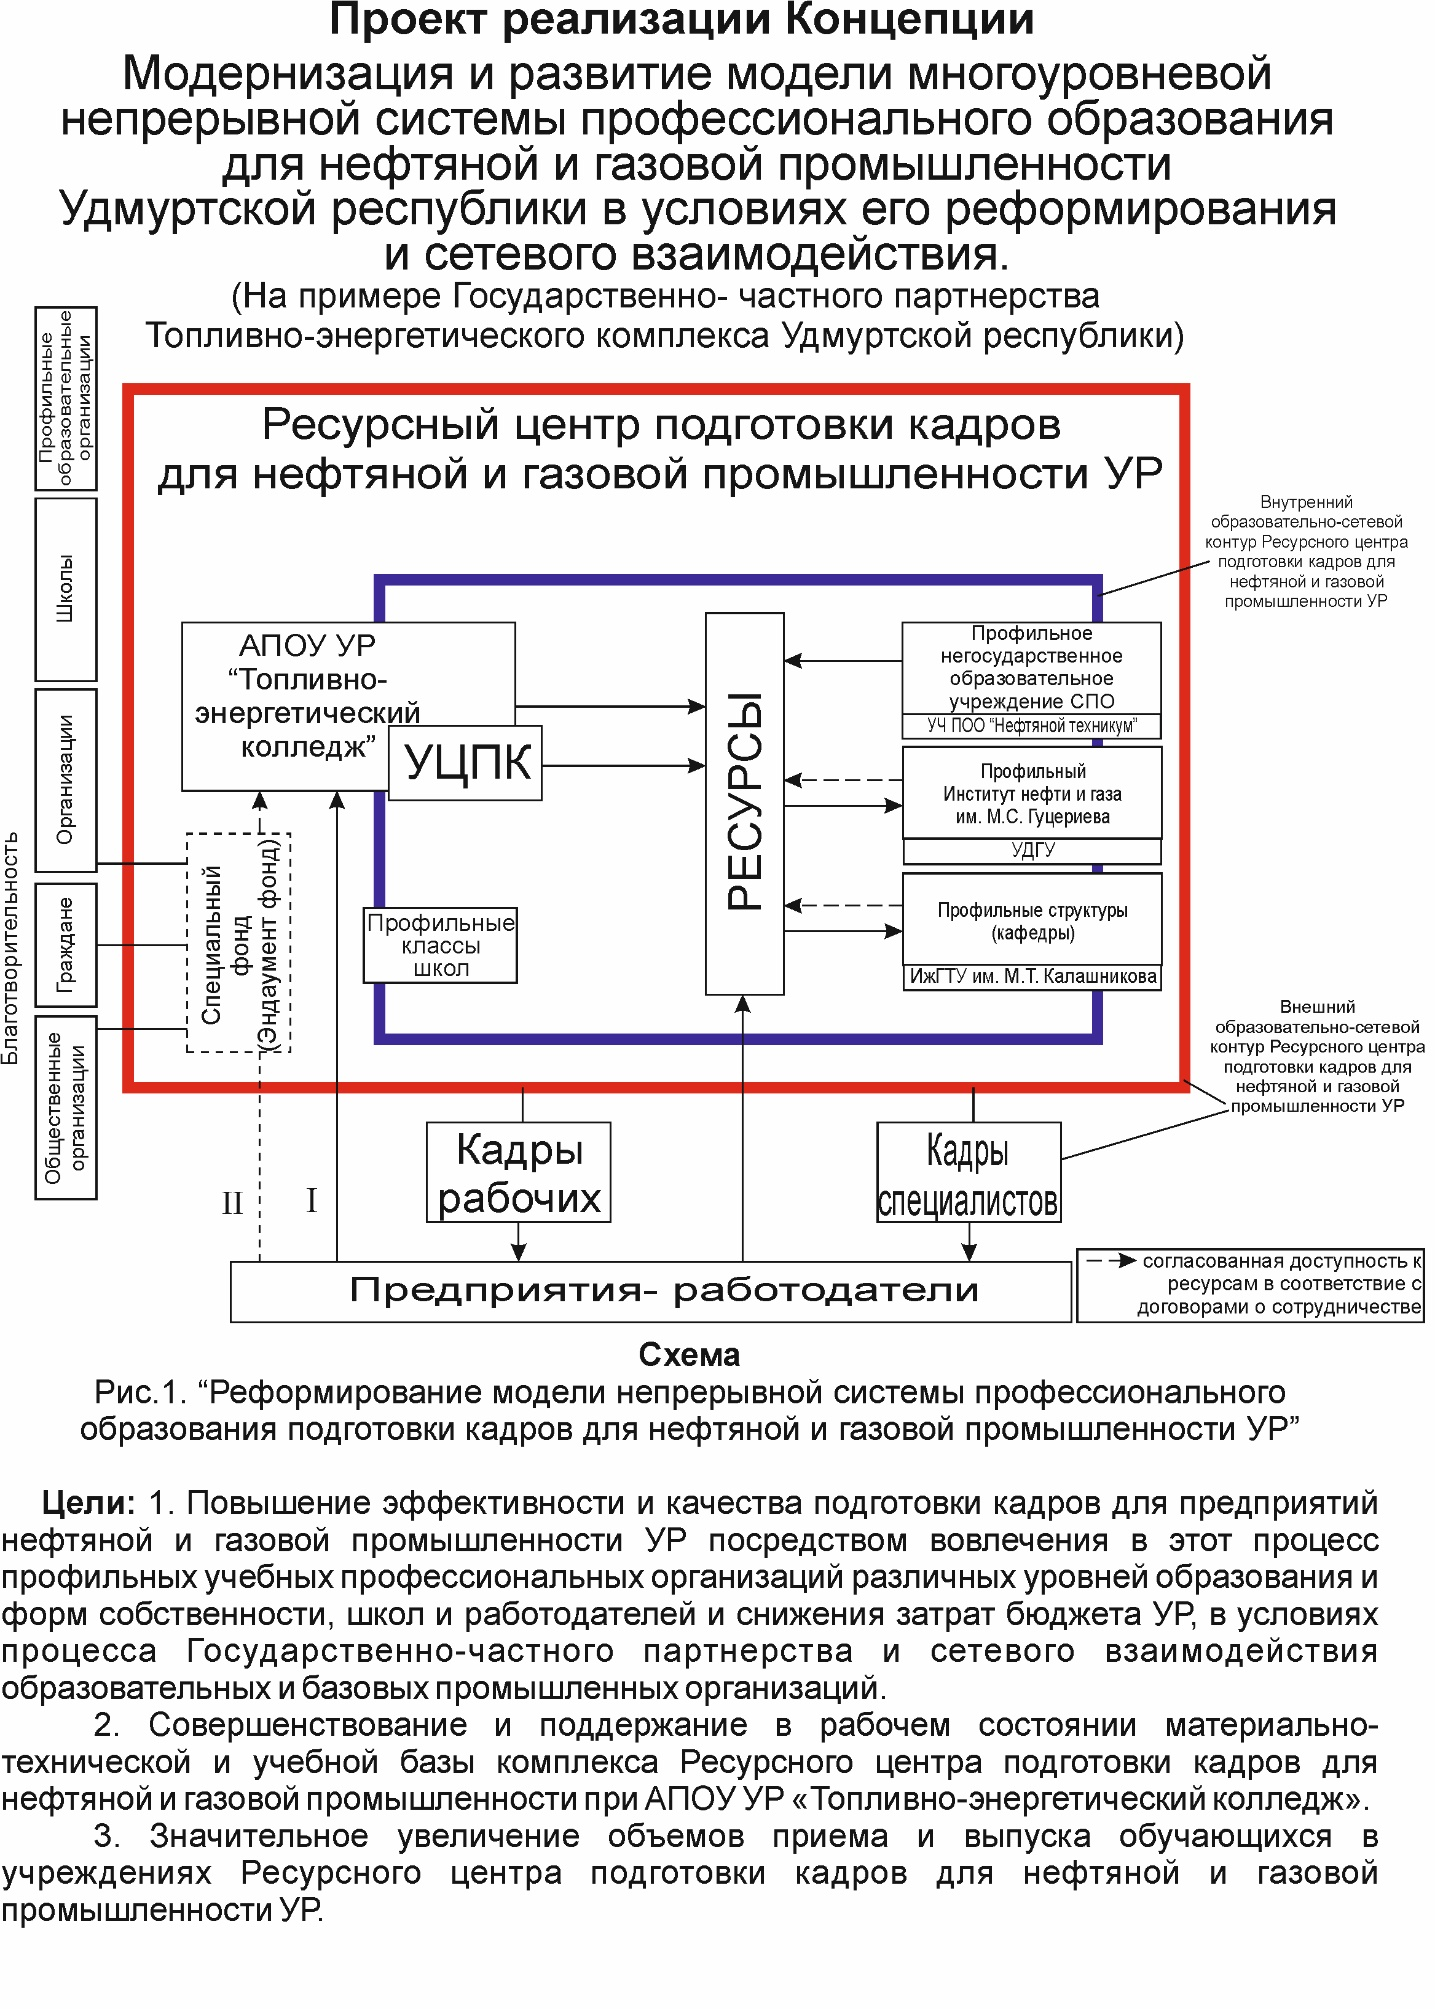 Проект реализации Концепции
Модернизация и развитие модели многоуровневой
непрерывной системы профессионального образования
для нефтяной и газовой промышленности
Удмуртской республики в условиях его реформирования
и сетевого взаимодействия.
(На примере Государственно- частного партнерства
Топливно-энергетического комплекса Удмуртской республики)
Профильные
образовательные
организации
Школы
Организации
Граждане
Общественные
организации
Благотворительность
Ресурсный центр подготовки кадров
для нефтяной и газовой промышленности УР
Внутренний
образовательно-сетевой
контур Ресурсного центра
подготовки кадров для
нефтяной и газовой
промышленности УР
АПОУ УР
“Топливно-
энергетический
колледж”
УЦПК
РЕСУРСЫ
Профильное
негосударственное
образовательное
учреждение СПО
УЧ ПОО “Нефтяной техникум”
Профильный
Институт нефти и газа
им. М.С. Гуцериева
УДГУ
Профильные структуры
(кафедры)
ИжГТУ им. М.Т. Калашникова
Специальный
фонд
(Эндаумент фонд)
Профильные
классы
школ
Внешний
образовательно-сетевой
контур Ресурсного центра
подготовки кадров для
нефтяной и газовой
промышленности УР
Кадры
рабочих
Кадры
специалистов
II
I
Предприятия- работодатели
согласованная доступность к
ресурсам в соответствие с
договорами о сотрудничестве
Схема
Рис.1. “Реформирование модели непрерывной системы профессионального
образования подготовки кадров для нефтяной и газовой промышленности УР”
Цели: 1. Повышение эффективности и качества подготовки кадров для предприятий
нефтяной и газовой промышленности УР посредством вовлечения в этот процесс
профильных учебных профессиональных организаций различных уровней образования и
форм собственности, школ и работодателей и снижения затрат бюджета УР, в условиях
процесса Государственно-частного партнерства и сетевого взаимодействия
образовательных и базовых промышленных организаций.
2. Совершенствование и поддержание в рабочем состоянии материально-
технической и учебной базы комплекса Ресурсного центра подготовки кадров для
нефтяной и газовой промышленности при АПОУ УР «Топливно-энергетический колледж».
3. Значительное увеличение объемов приема и выпуска обучающихся в
учреждениях Ресурсного центра подготовки кадров для нефтяной и газовой
промышленности УР.